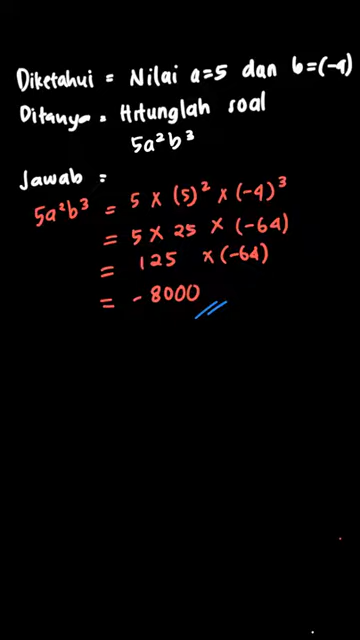 Diketahui = Nilai a=5 dan b=(-4)
Ditanya = Hitunglah soal
5a²b³
Jawab =
5a²b³ = 5 × (5)² × (-4)³
= 5 × 25 × (-64)
= 125 × (-64)
= - 8000